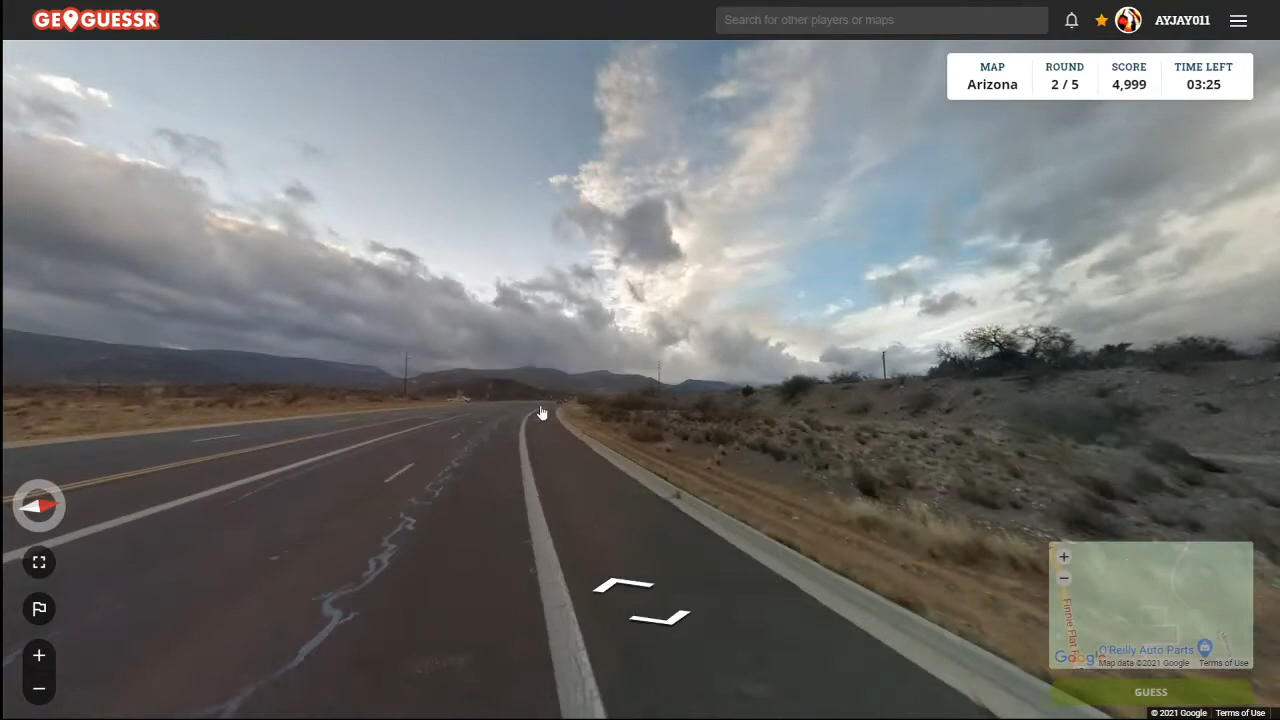 GEOGUESSR
Search for other players or maps
AYJAY011
MAP ROUND SCORE TIME LEFT
Arizona 2 / 5 4,999 03:25
+
−
+
−
Finnie Flat
O'Reilly Auto Parts
Google
Map data ©2021 Google Terms of Use
GUESS
© 2021 Google Terms of Use